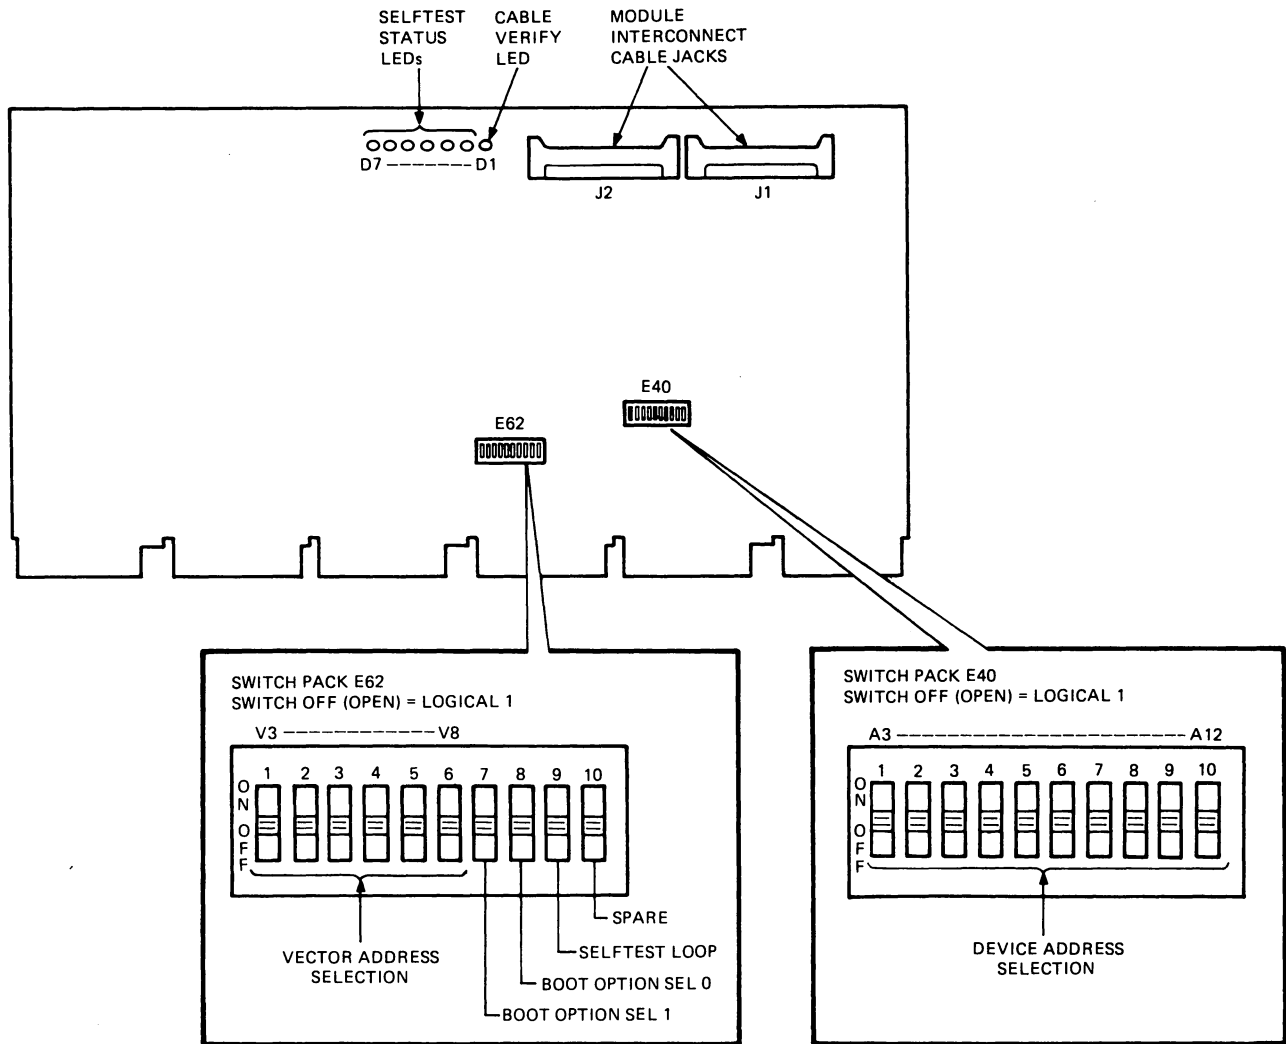 SELFTEST
STATUS
LEDs
CABLE
VERIFY
LED
MODULE
INTERCONNECT
CABLE JACKS
D7 ------- D1
J2
J1
E40
E62
SWITCH PACK E62
SWITCH OFF (OPEN) = LOGICAL 1
V3 ------------ V8
1 2 3 4 5 6 7 8 9 10
ON OFF
SPARE
SELFTEST LOOP
BOOT OPTION SEL 0
BOOT OPTION SEL 1
VECTOR ADDRESS
SELECTION
SWITCH PACK E40
SWITCH OFF (OPEN) = LOGICAL 1
A3 ------------------------ A12
1 2 3 4 5 6 7 8 9 10
ON OFF
DEVICE ADDRESS
SELECTION